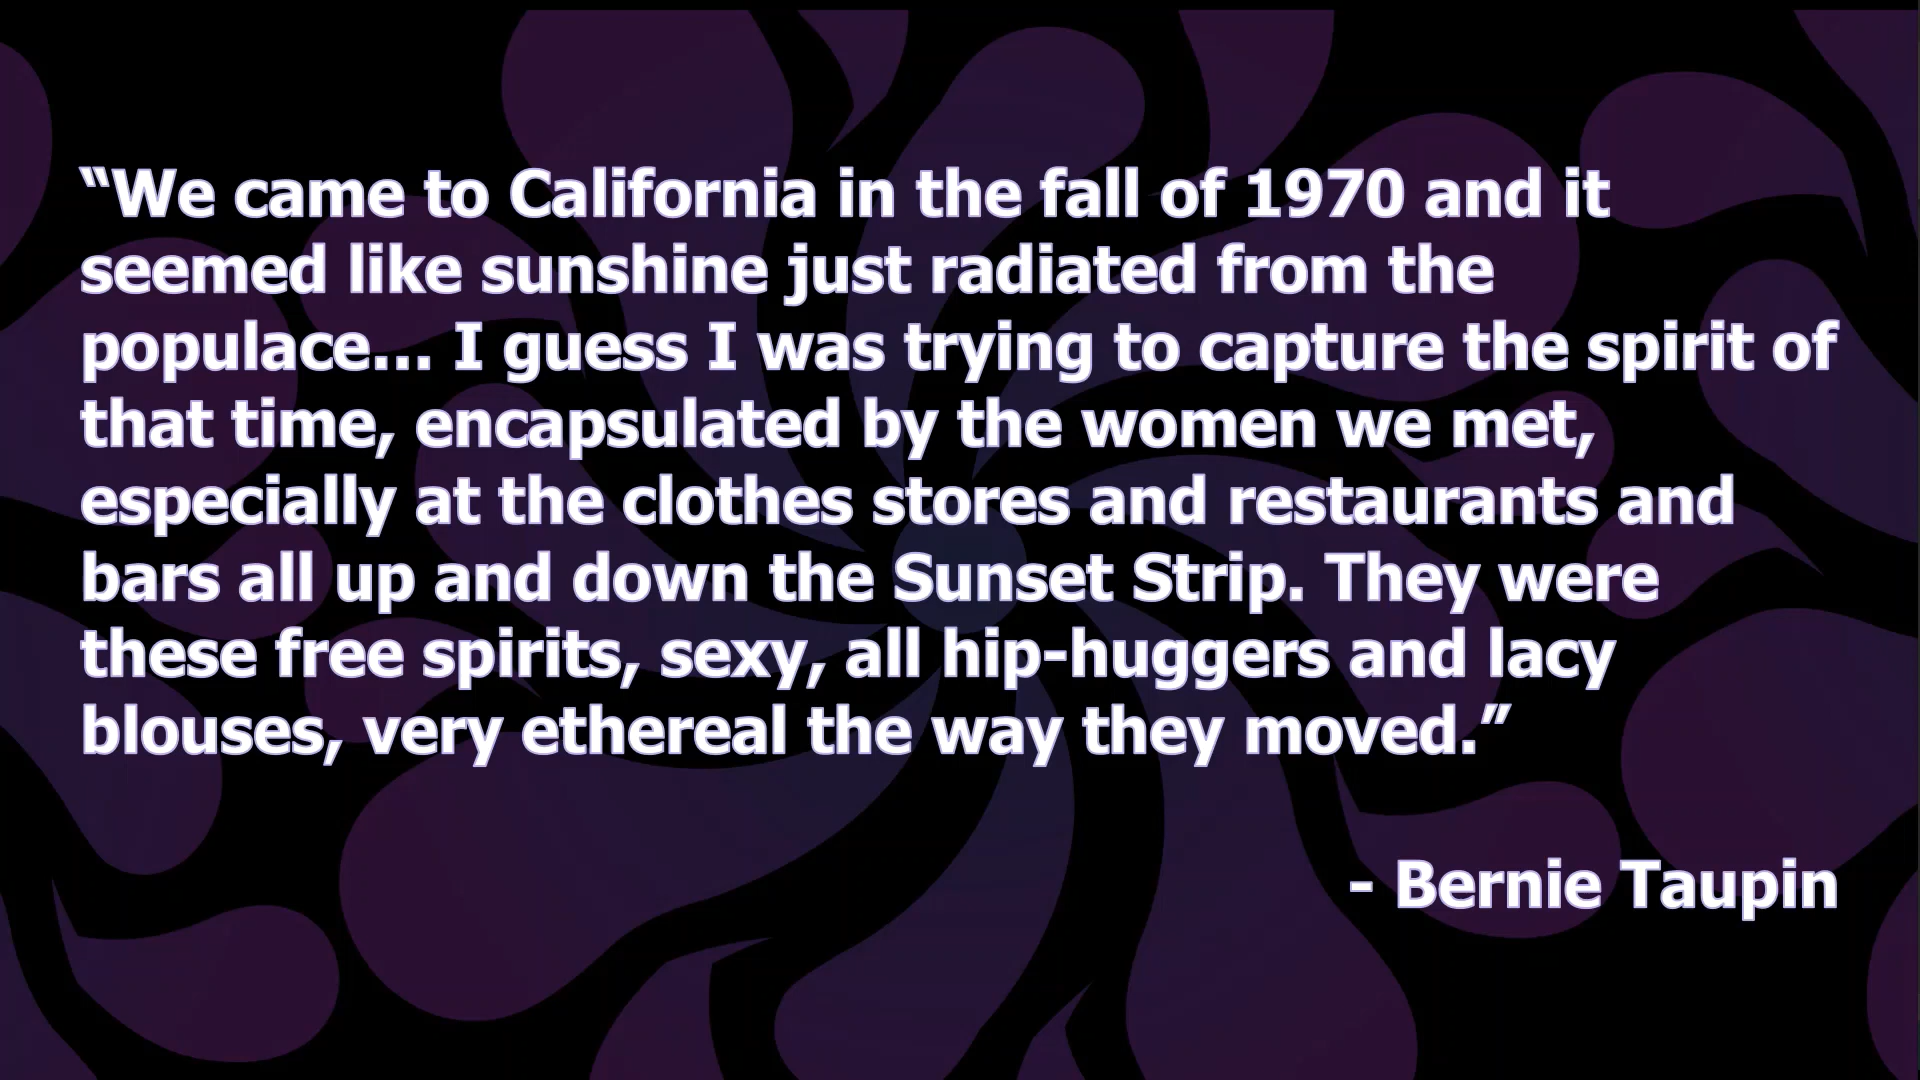 “We came to California in the fall of 1970 and it
seemed like sunshine just radiated from the
populace... I guess I was trying to capture the spirit of
that time, encapsulated by the women we met,
especially at the clothes stores and restaurants and
bars all up and down the Sunset Strip. They were
these free spirits, sexy, all hip-huggers and lacy
blouses, very ethereal the way they moved.”
- Bernie Taupin